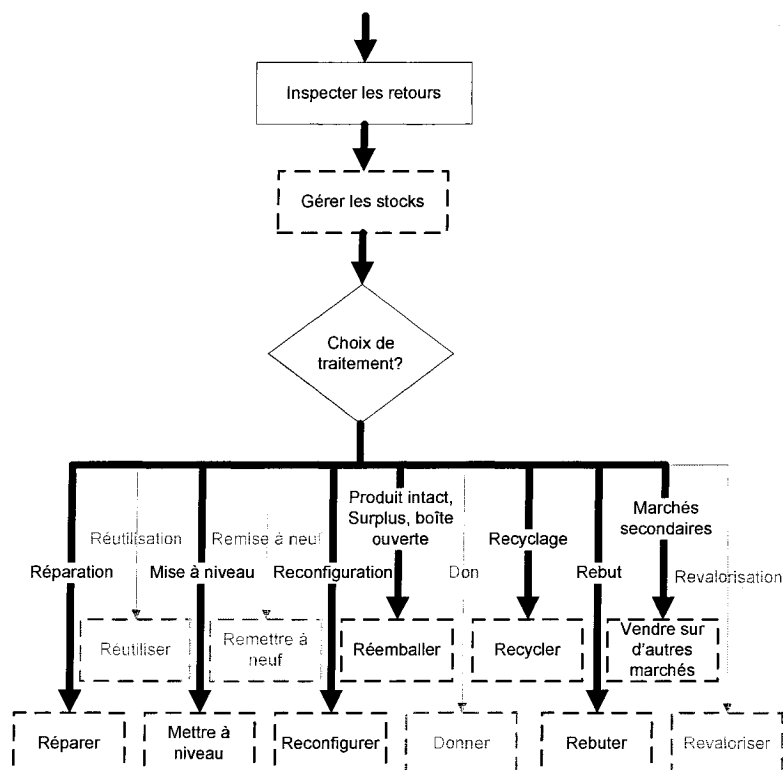 Inspecter les retours
Gérer les stocks
Choix de
traitement?
Produit intact,
Surplus, boîte
ouverte
Marchés
secondaires
Réutilisation
Remise à neuf
Recyclage
Réparation
Mise à niveau
Reconfiguration
Don
Rebut
Revalorisation
Réutiliser
Remettre à
neuf
Réemballer
Recycler
Vendre sur
d'autres
marchés
Réparer
Mettre à
niveau
Reconfigurer
Donner
Rebuter
Revaloriser